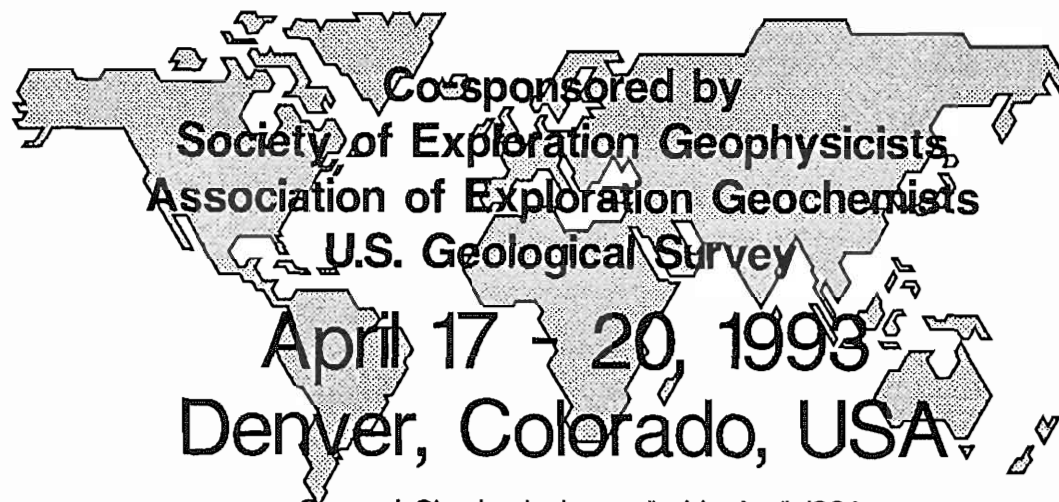 Co-sponsored by
Society of Exploration Geophysicists
Association of Exploration Geochemists
U.S. Geological Survey
April 17 - 20, 1993
Denver, Colorado, USA